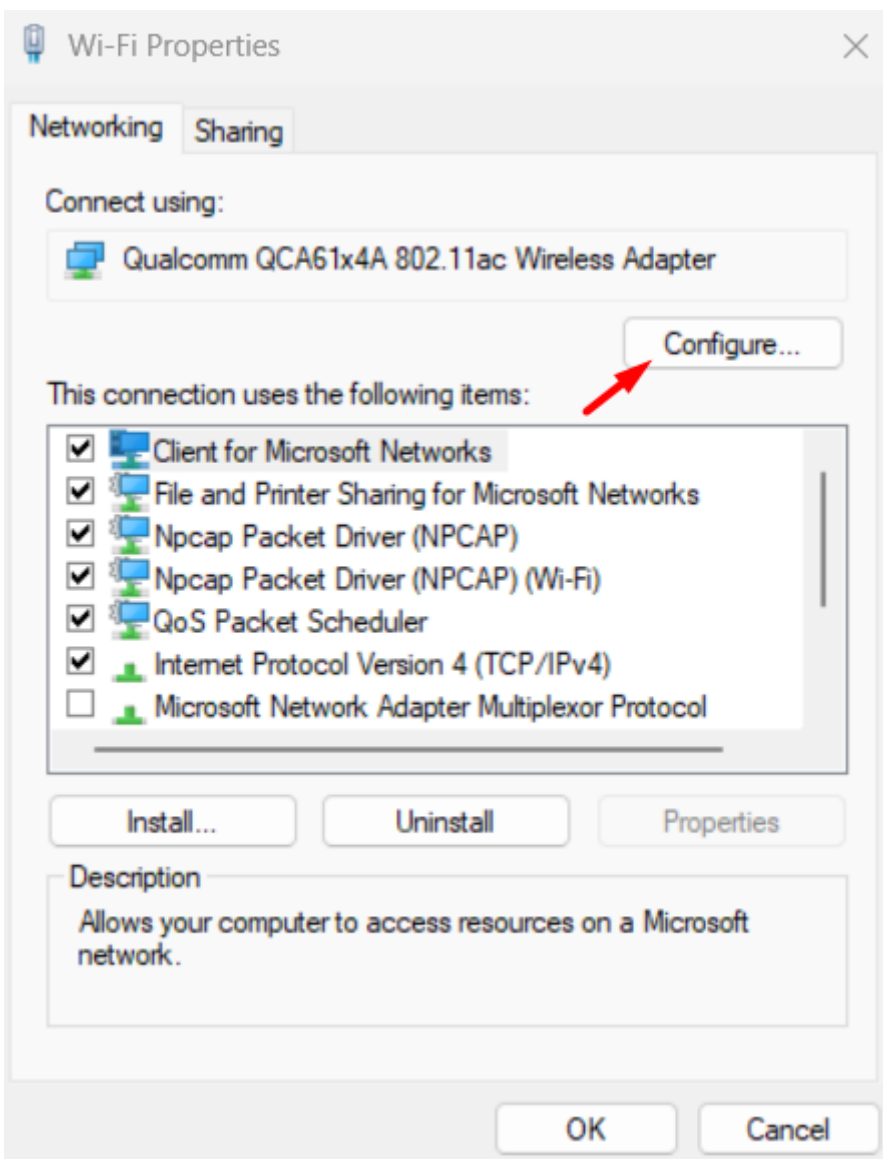 Wi-Fi Properties
Networking Sharing
Connect using:
Qualcomm QCA61x4A 802.11ac Wireless Adapter
Configure...
This connection uses the following items:
Client for Microsoft Networks
File and Printer Sharing for Microsoft Networks
Npcap Packet Driver (NPCAP)
Npcap Packet Driver (NPCAP) (Wi-Fi)
QoS Packet Scheduler
Internet Protocol Version 4 (TCP/IPv4)
Microsoft Network Adapter Multiplexor Protocol
Install... Uninstall Properties
Description
Allows your computer to access resources on a Microsoft
network.
OK Cancel